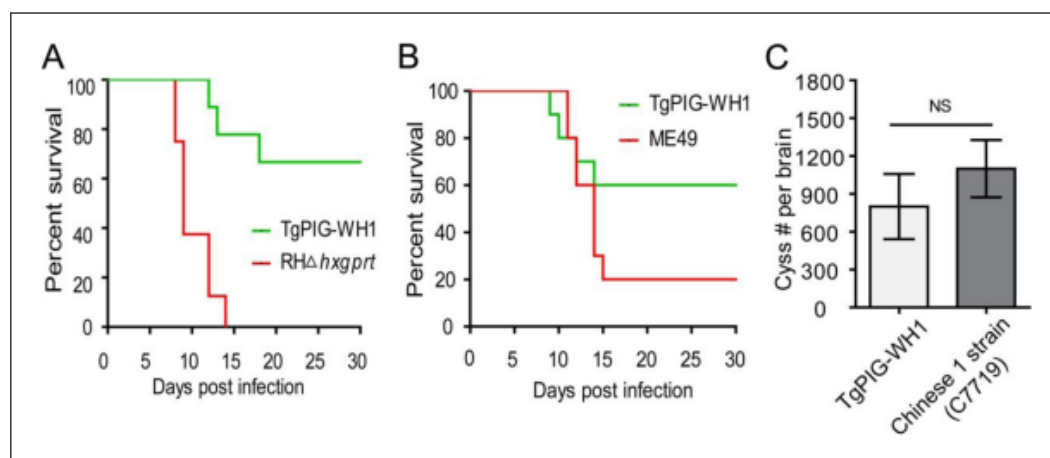 A
100
80
60
40
20
0
Percent survival
TgPIG-WH1
RH△hxgprt
0 5 10 15 20 25 30
Days post infection
B
100
80
60
40
20
0
Percent survival
TgPIG-WH1
ME49
0 5 10 15 20 25 30
Days post infection
C
1800
1500
1200
900
600
300
0
Cyss # per brain
NS
TgPIG-WH1
Chinese 1 strain
(C7719)